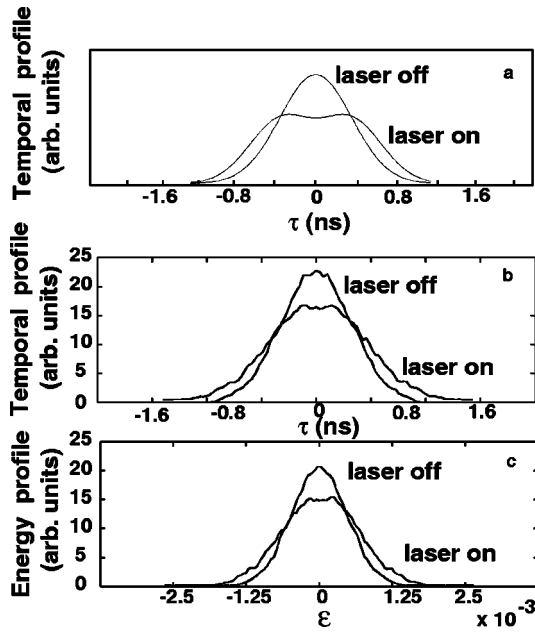 Temporal profile
(arb. units)
laser off
a
laser on
-1.6 -0.8 0 0.8 1.6
τ (ns)
Temporal profile
(arb. units)
25
20
15
10
5
0
laser off
b
laser on
-1.6 -0.8 0 0.8 1.6
τ (ns)
Energy profile
(arb. units)
25
20
15
10
5
0
laser off
c
laser on
-2.5 -1.25 0 1.25 2.5
ε
x 10⁻³